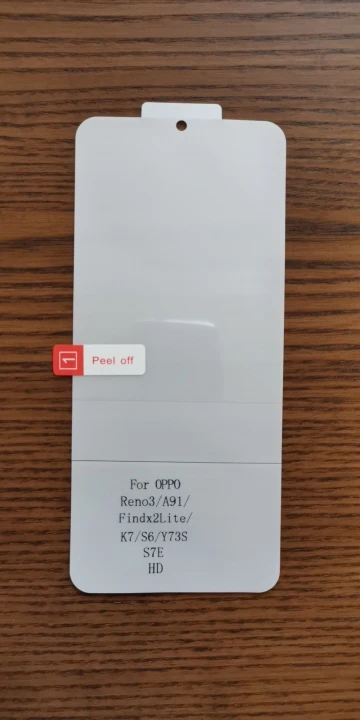 1
Peel off
For OPPO
Reno3/A91/
Findx2Lite/
K7/S6/Y73S
S7E
HD